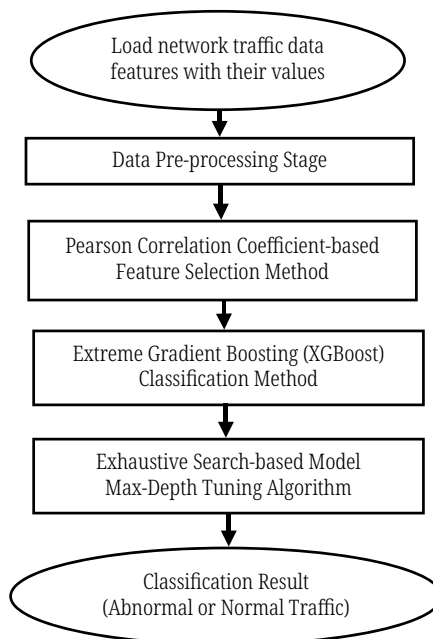 Load network traffic data
features with their values
Data Pre-processing Stage
Pearson Correlation Coefficient-based
Feature Selection Method
Extreme Gradient Boosting (XGBoost)
Classification Method
Exhaustive Search-based Model
Max-Depth Tuning Algorithm
Classification Result
(Abnormal or Normal Traffic)